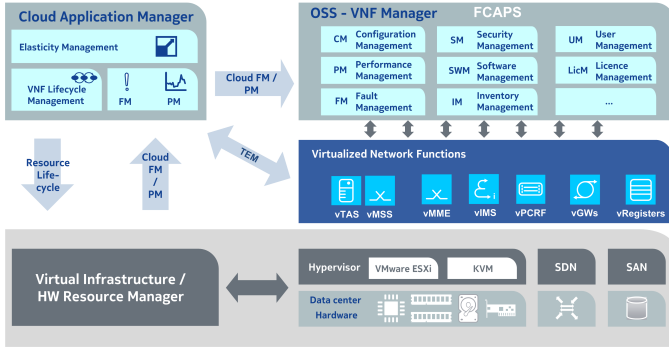 Cloud Application Manager
Elasticity Management
VNF Lifecycle
Management
FM
PM
Cloud FM /
PM
OSS - VNF Manager
FCAPS
CM
Configuration
Management
SM
Security
Management
UM
User
Management
PM
Performance
Management
SWM
Software
Management
LicM
Licence
Management
FM
Fault
Management
IM
Inventory
Management
...
Resource
Life-
cycle
Cloud
FM
/
PM
TEM
Virtualized Network Functions
vTAS
vMSS
vMME
vIMS
vPCRF
vGWs
vRegisters
Virtual Infrastructure /
HW Resource Manager
Hypervisor
VMware ESXi
KVM
SDN
SAN
Data center
Hardware